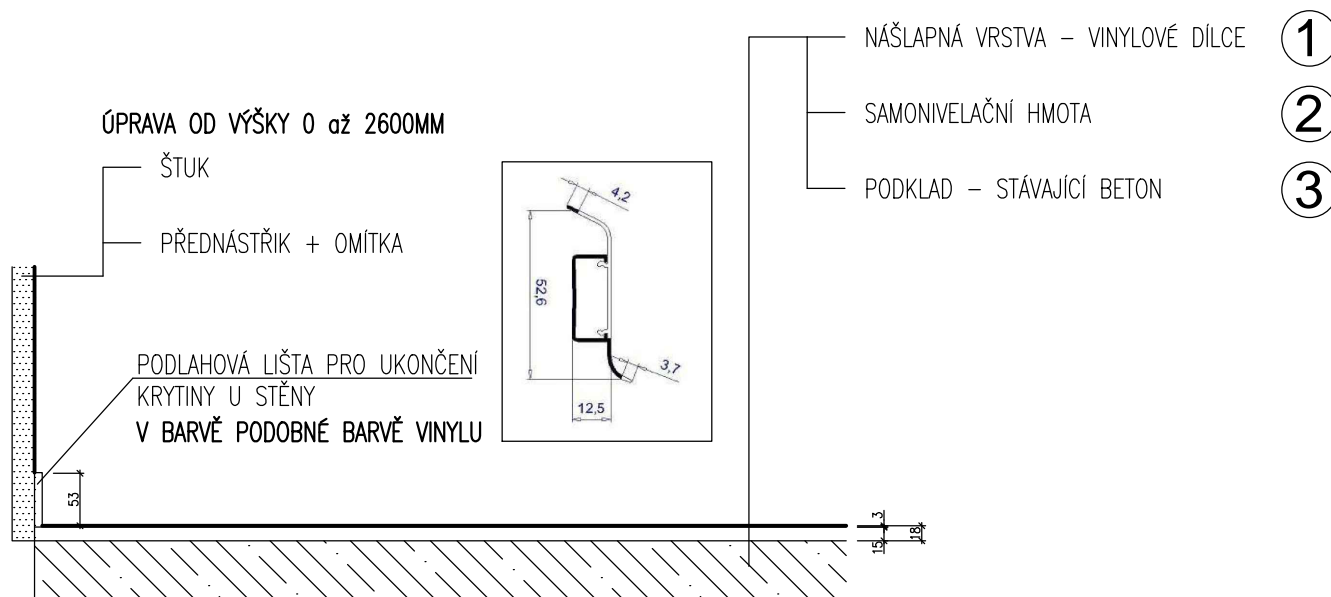 NÁŠLAPNÁ VRSTVA – VINYLOVÉ DÍLCE 1
SAMONIVELAČNÍ HMOTA 2
PODKLAD – STÁVAJÍCÍ BETON 3
ÚPRAVA OD VÝŠKY 0 až 2600MM
ŠTUK
PŘEDNÁSTŘIK + OMÍTKA
4,2
52,6
3,7
12,5
PODLAHOVÁ LIŠTA PRO UKONČENÍ
KRYTINY U STĚNY
V BARVĚ PODOBNÉ BARVĚ VINYLU
53
3
15
18